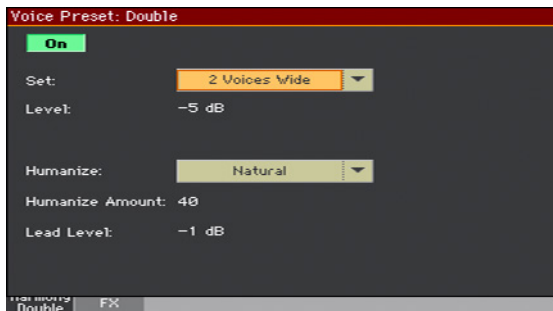 Voice Preset: Double
On
Set: 2 Voices Wide
Level: -5 dB
Humanize: Natural
Humanize Amount: 40
Lead Level: -1 dB
Harmony
Double FX